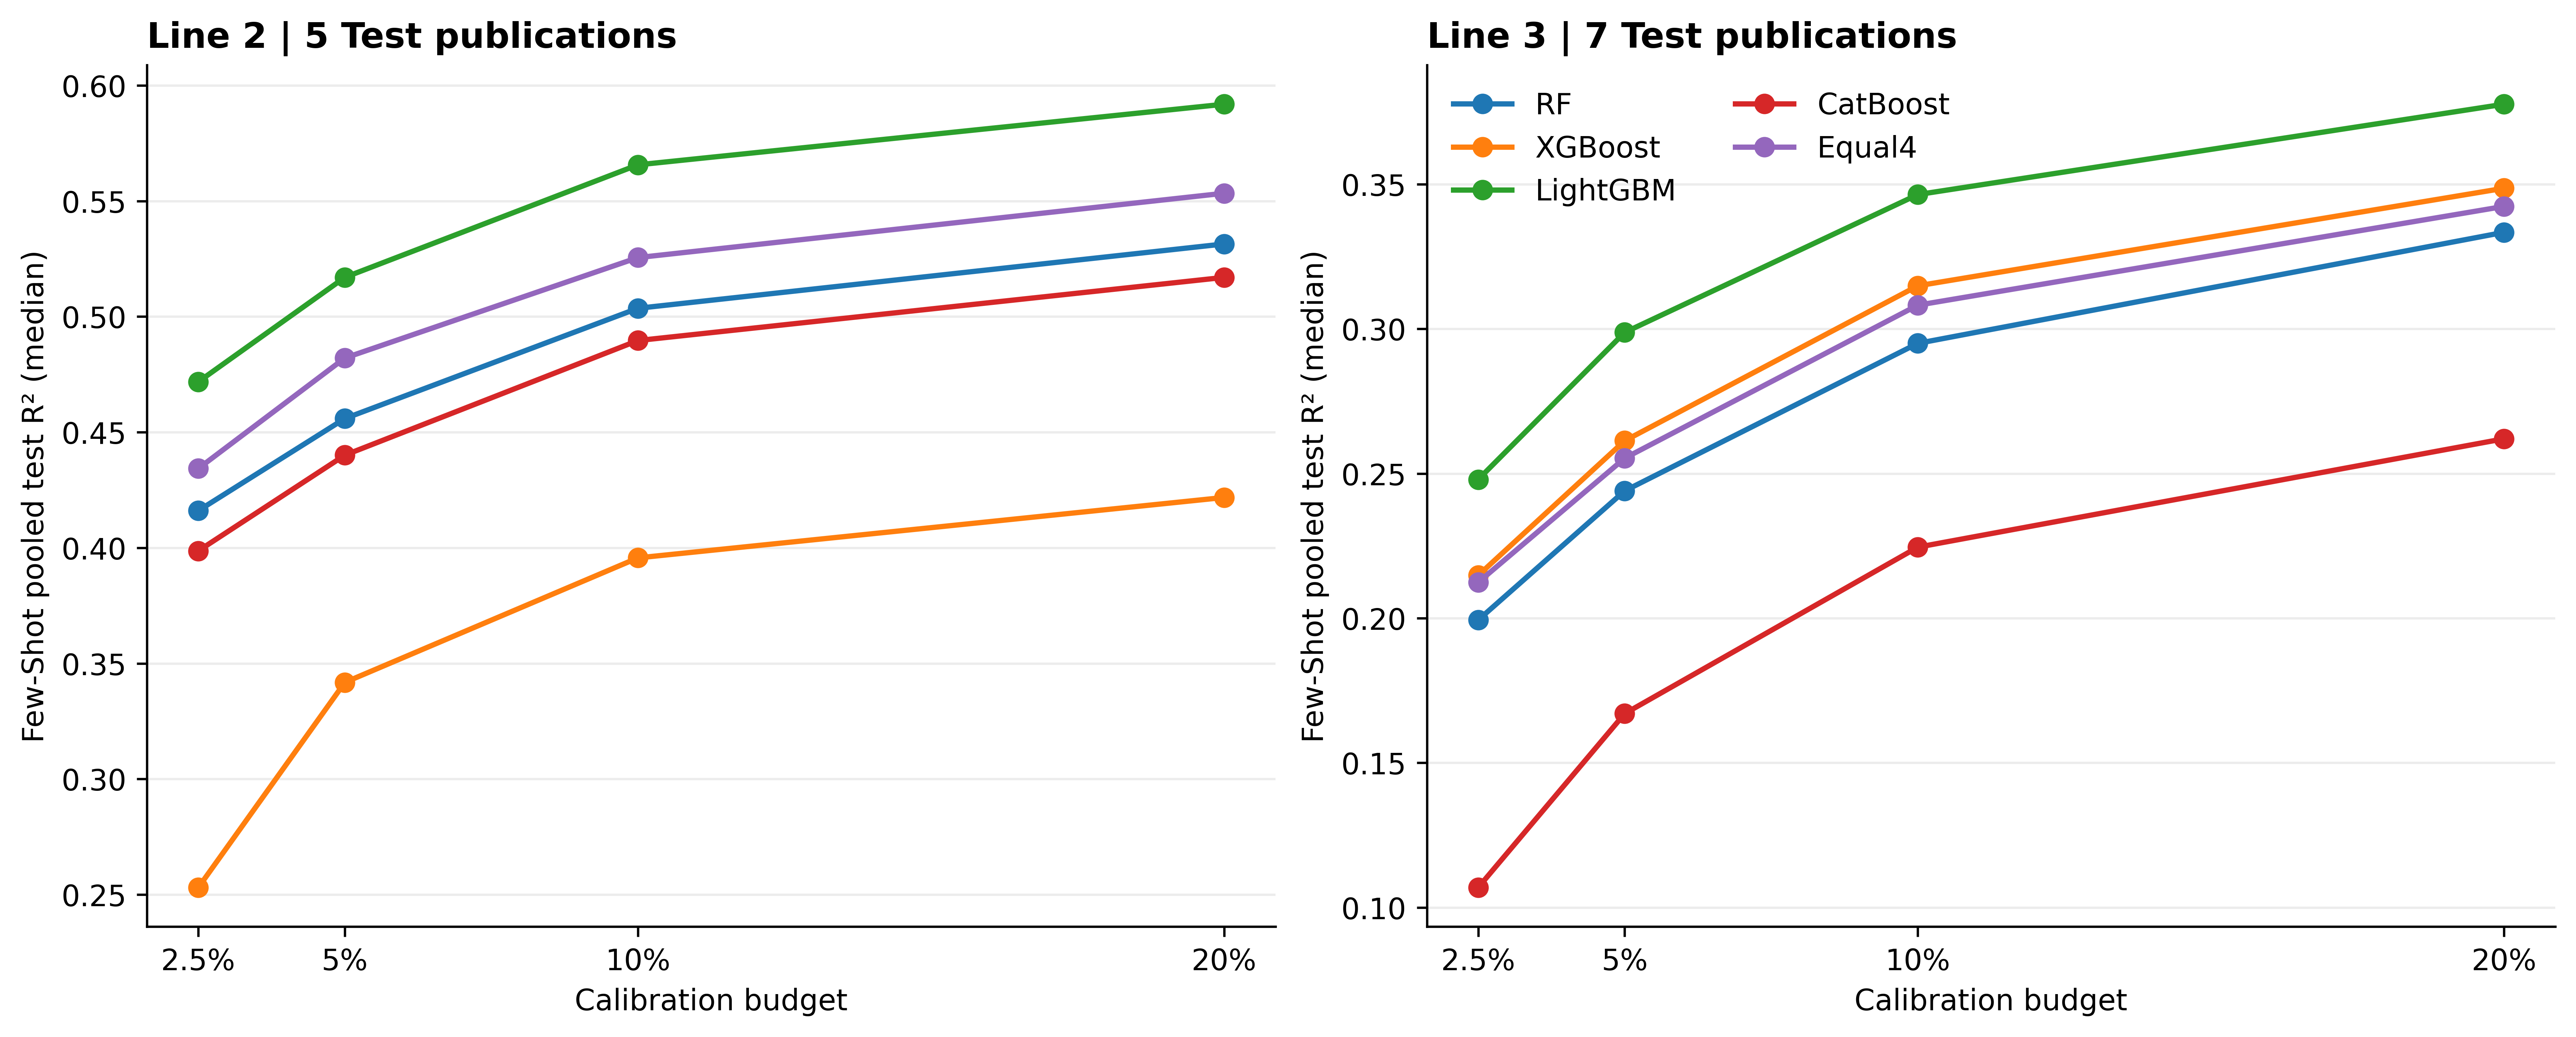 Line 2 | 5 Test publications
0.60
0.55
0.50
0.45
0.40
0.35
0.30
0.25
Few-Shot pooled test R² (median)
2.5% 5% 10% 20%
Calibration budget
Line 3 | 7 Test publications
RF
XGBoost
LightGBM
CatBoost
Equal4
0.35
0.30
0.25
0.20
0.15
0.10
Few-Shot pooled test R² (median)
2.5% 5% 10% 20%
Calibration budget